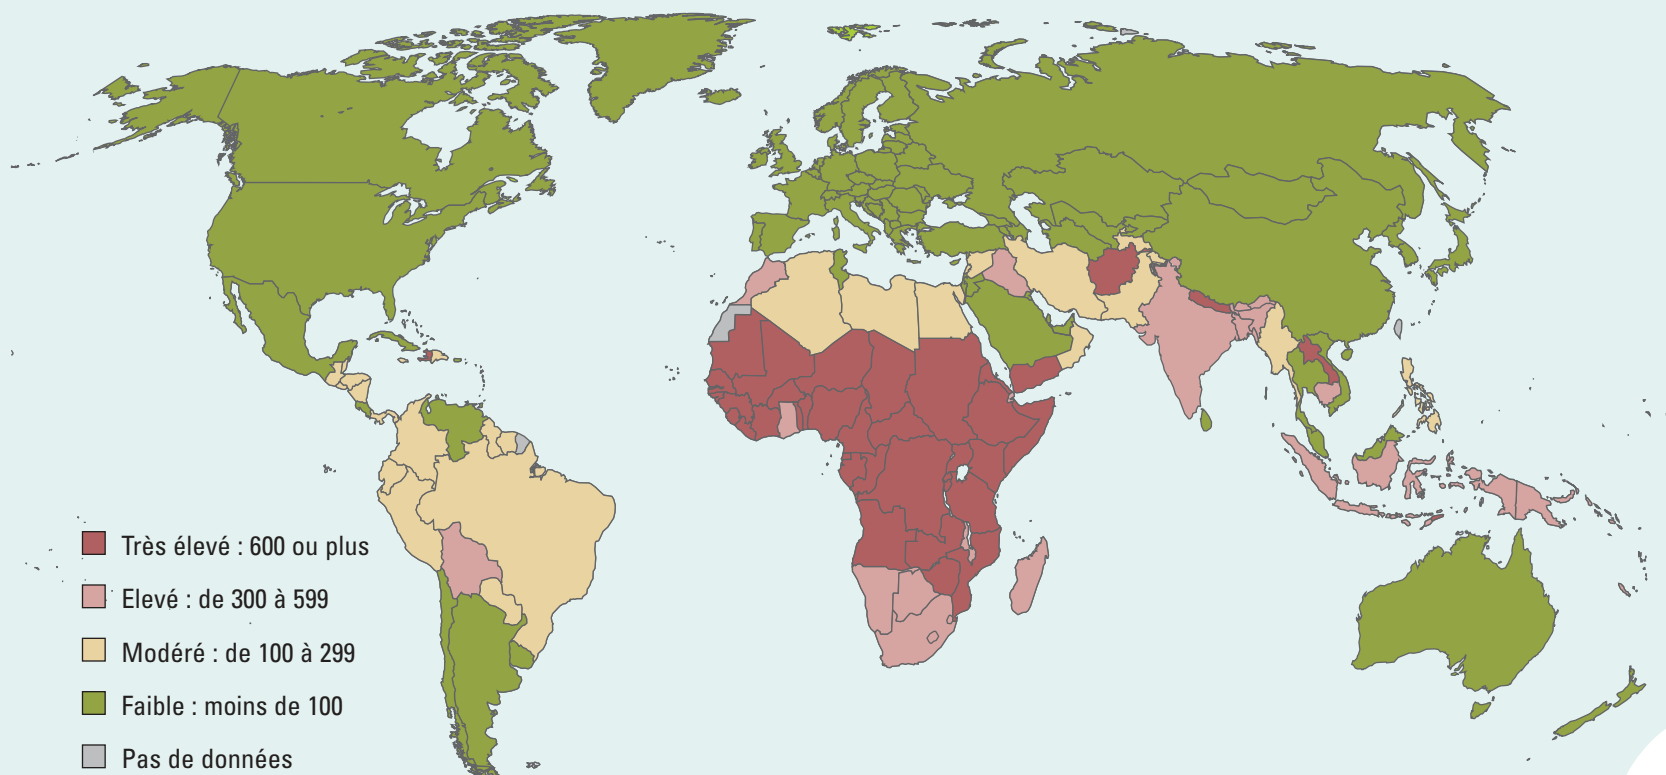 Très élevé : 600 ou plus
Elevé : de 300 à 599
Modéré : de 100 à 299
Faible : moins de 100
Pas de données